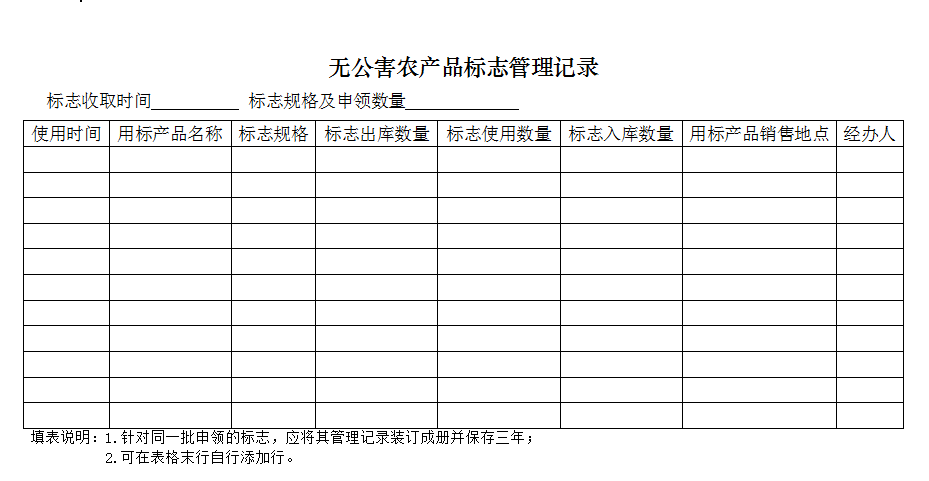 无公害农产品标志管理记录
标志收取时间__________ 标志规格及申领数量_____________
使用时间 用标产品名称 标志规格 标志出库数量 标志使用数量 标志入库数量 用标产品销售地点 经办人
填表说明：1.针对同一批申领的标志，应将其管理记录装订成册并保存三年；
2.可在表格末行自行添加行。